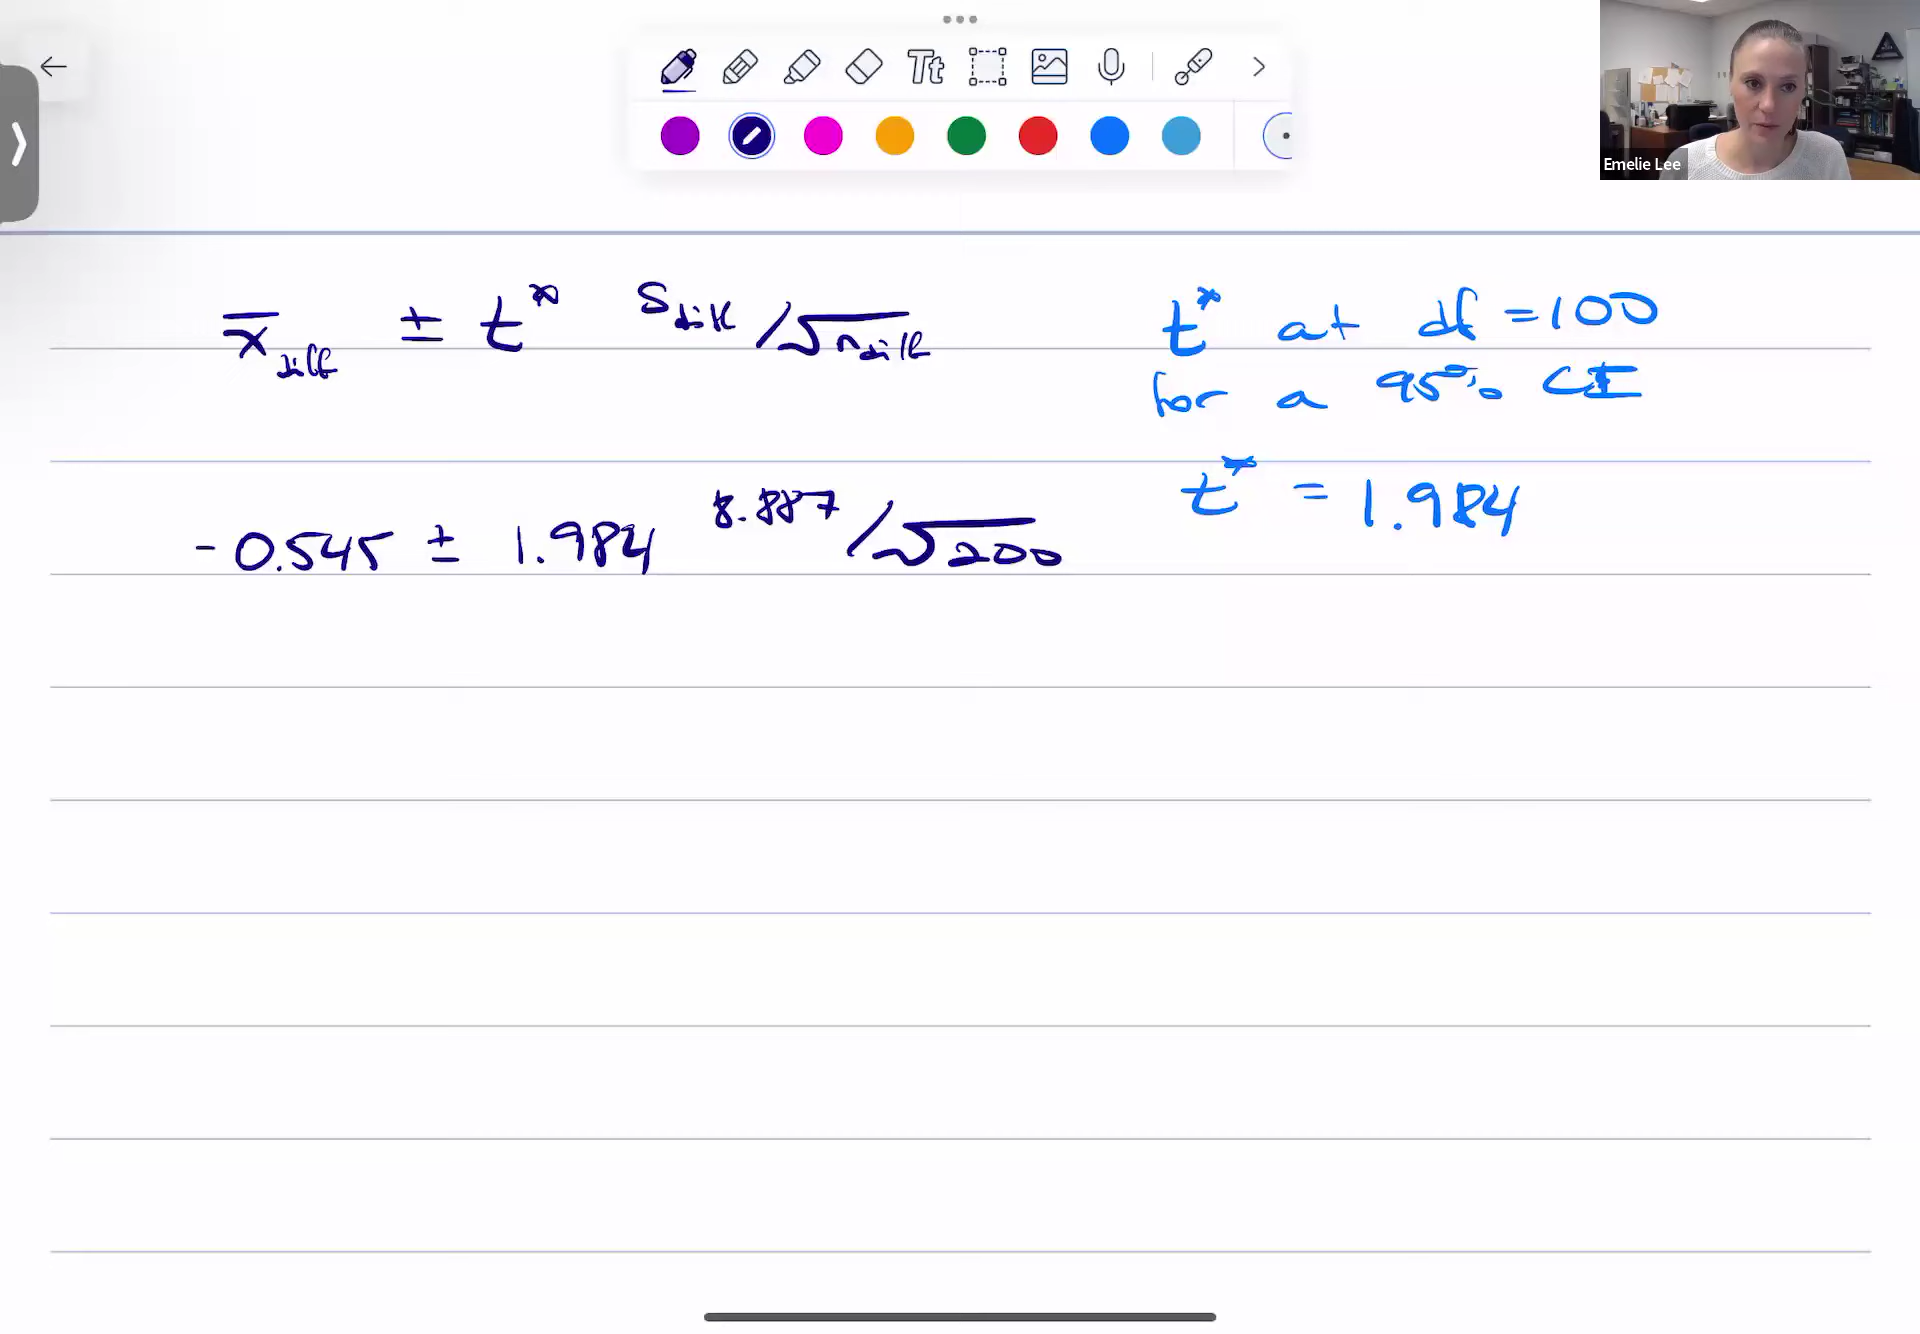 Tt
Emelie Lee
x̄diff ± t* sdiff/√ndiff
t* at df = 100
for a 95% CI
t* = 1.984
-0.545 ± 1.984 8.887/√200